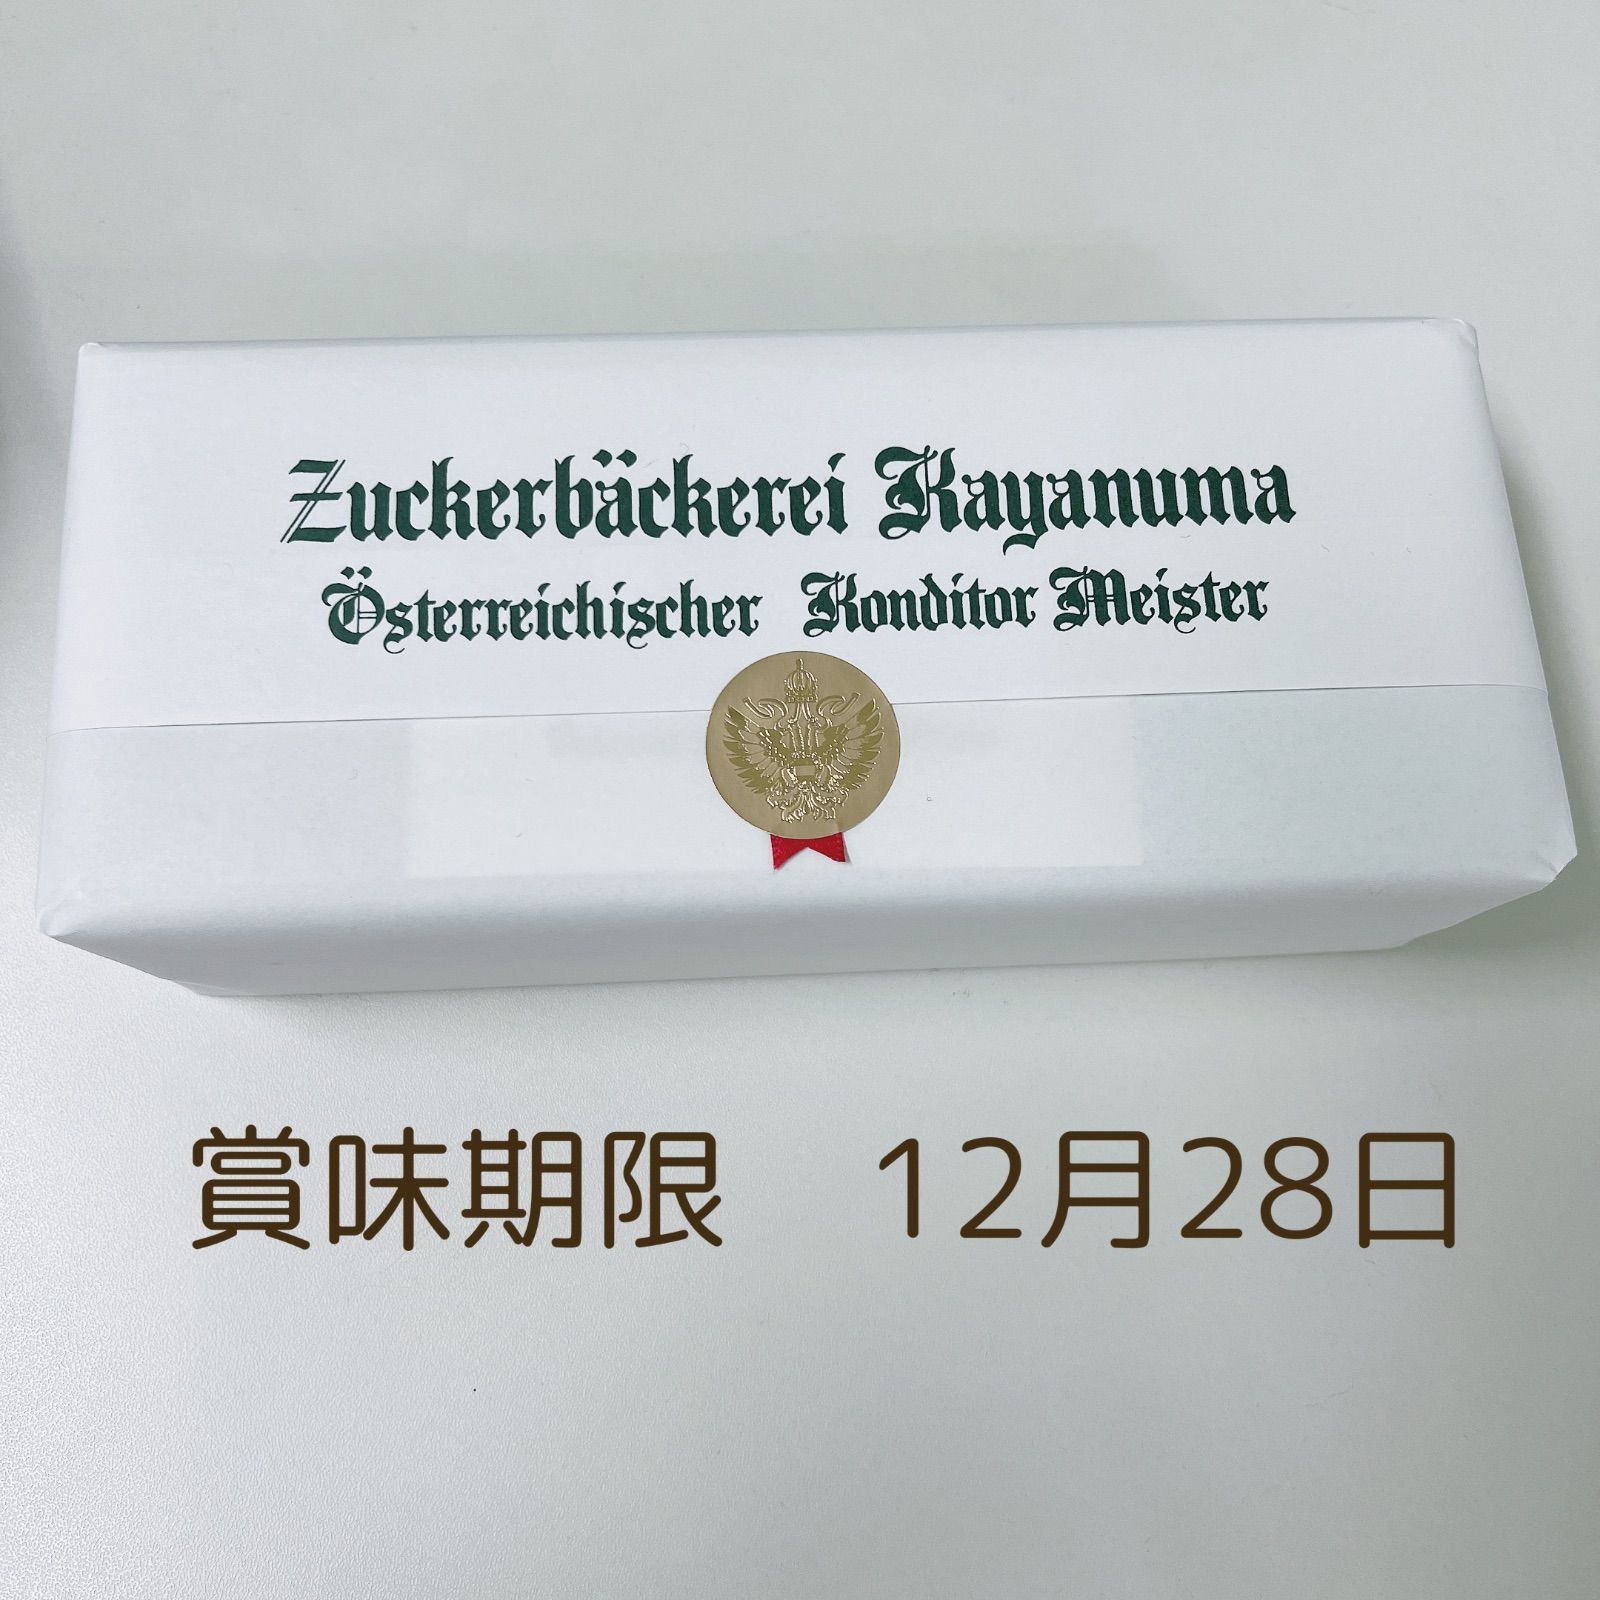 Zuckerbäckerei Kayanuma
Österreichischer Konditor Meister
賞味期限 12月28日